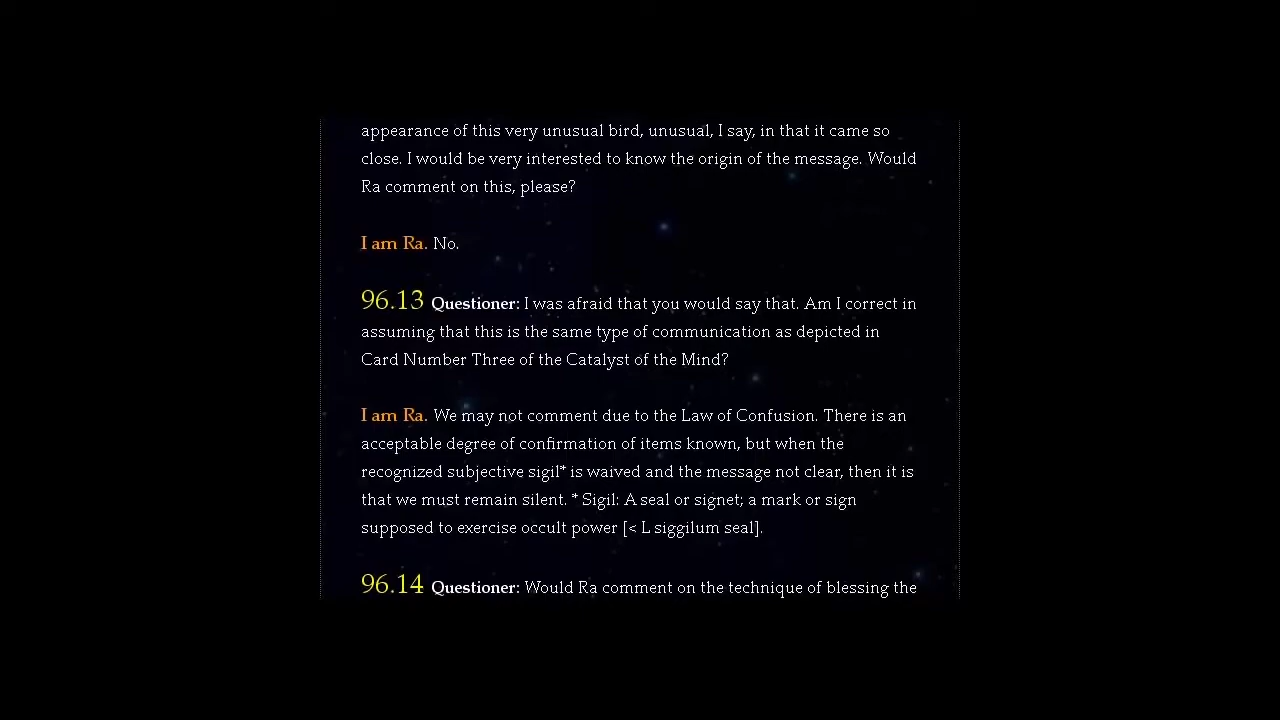 appearance of this very unusual bird, unusual, I say, in that it came so
close. I would be very interested to know the origin of the message. Would
Ra comment on this, please?
I am Ra. No.
96.13 Questioner: I was afraid that you would say that. Am I correct in
assuming that this is the same type of communication as depicted in
Card Number Three of the Catalyst of the Mind?
I am Ra. We may not comment due to the Law of Confusion. There is an
acceptable degree of confirmation of items known, but when the
recognized subjective sigil* is waived and the message not clear, then it is
that we must remain silent. * Sigil: A seal or signet; a mark or sign
supposed to exercise occult power [< L siggilum seal].
96.14 Questioner: Would Ra comment on the technique of blessing the